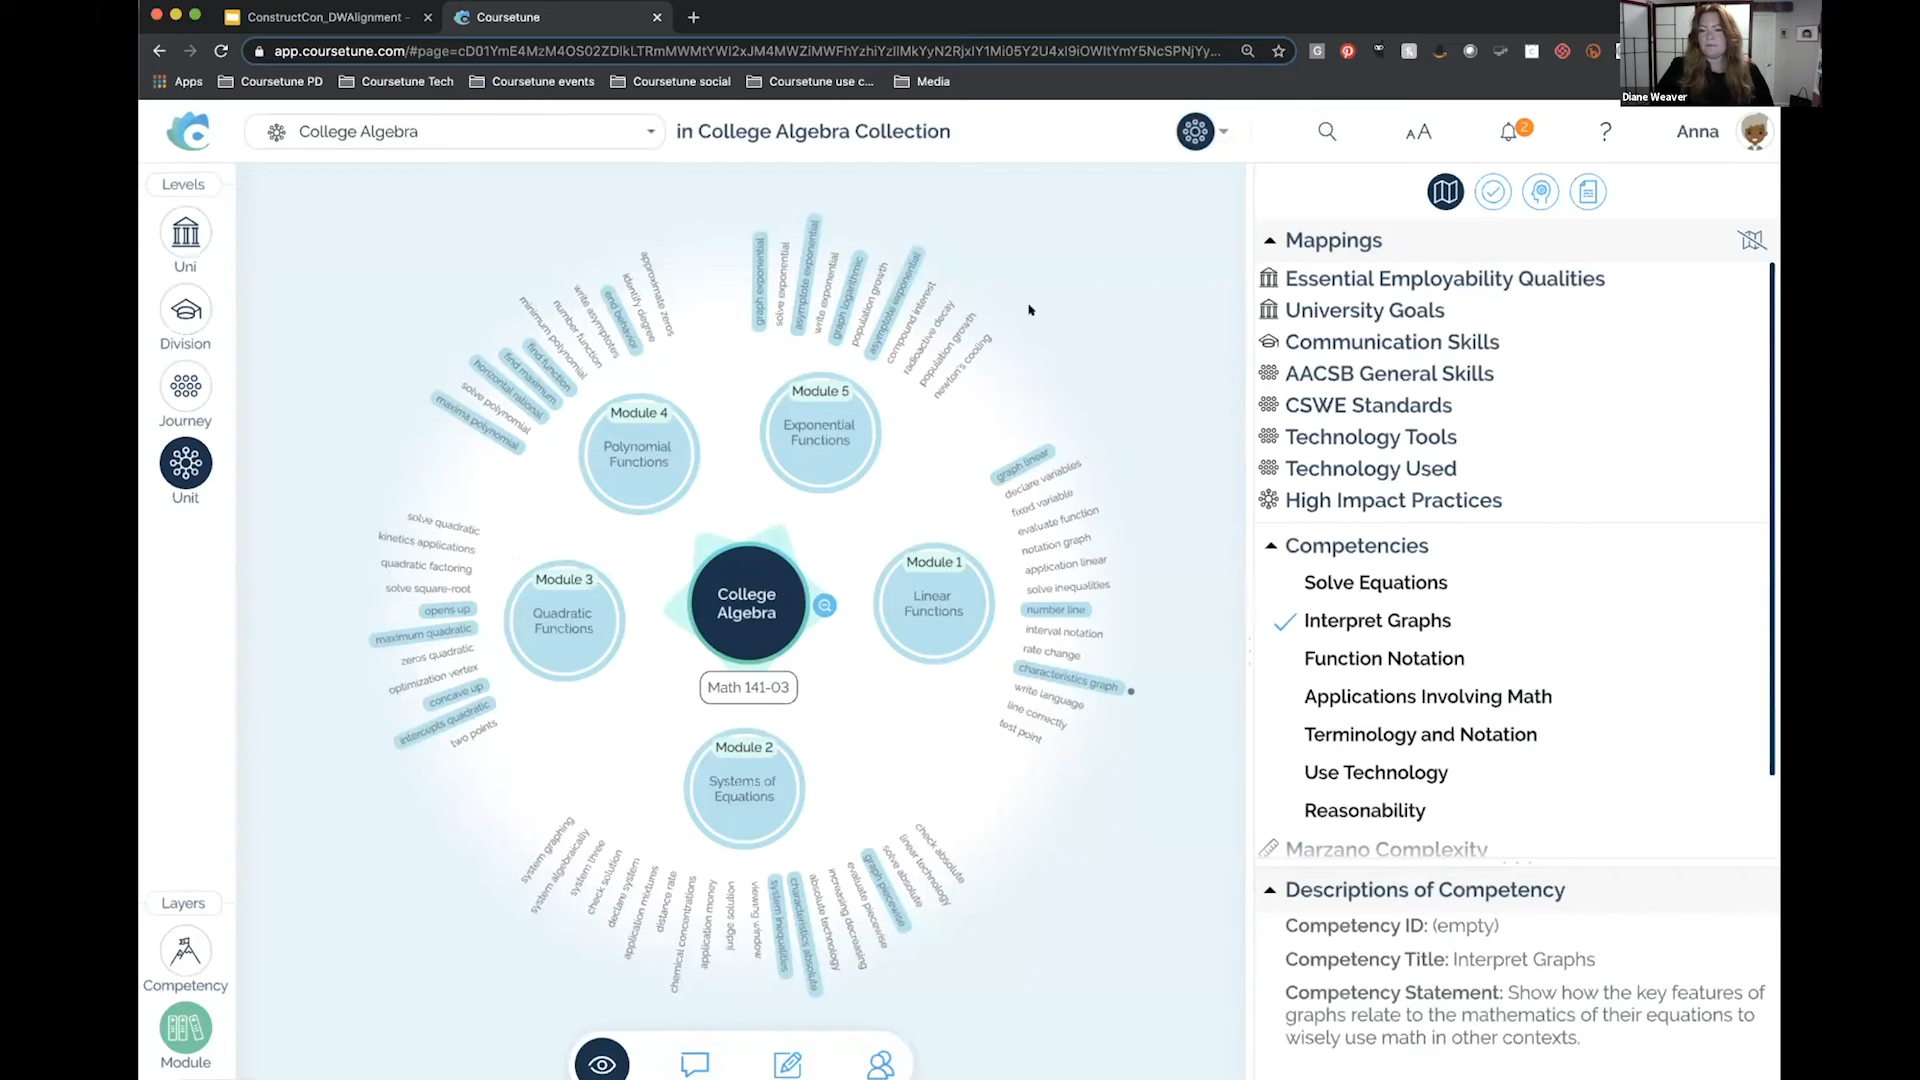 ConstructCon_DWAlignment -
Coursetune
app.coursetune.com/#page=cD01YmE4MzM4OS02ZDlkLTRmMWMtYWI2xJM4MWZiMWFhYzhiYzIlMkYyN2RjxlY1Mi05Y2U4xl9iOWItYmY5NcSPNjYy...
Apps
Coursetune PD
Coursetune Tech
Coursetune events
Coursetune social
Coursetune use c...
Media
Diane Weaver
College Algebra
in College Algebra Collection
AA
2
?
Anna
Levels
Uni
Division
Journey
Unit
Layers
Competency
Module
Module 4
Polynomial
Functions
maxima polynomial
solve polynomial
horizontal rational
find maximum
find function
minimum polynomial
number function
write asymptotes
end behavior
identify degree
approximate zeros
Module 5
Exponential
Functions
graph exponential
solve exponential
asymptote exponential
write exponential
graph logarithmic
population growth
asymptote exponential
compound interest
radioactive decay
population growth
newton's cooling
Module 1
Linear
Functions
graph linear
declare variables
fixed variable
evaluate function
notation graph
application linear
solve inequalities
number line
interval notation
rate change
characteristics graph
write language
line correctly
test point
Module 3
Quadratic
Functions
solve quadratic
kinetics applications
quadratic factoring
solve square-root
opens up
maximum quadratic
zeros quadratic
optimization vertex
concave up
intercepts quadratic
two points
College
Algebra
Math 141-03
Module 2
Systems of
Equations
system graphing
system algebraically
system three
check solution
declare system
application mixtures
distance rate
chemical concentrations
application money
judge solution
viewing window
system inequalities
characteristics absolute
absolute technology
increasing decreasing
evaluate piecewise
graph piecewise
solve absolute
linear technology
check absolute
Mappings
Essential Employability Qualities
University Goals
Communication Skills
AACSB General Skills
CSWE Standards
Technology Tools
Technology Used
High Impact Practices
Competencies
Solve Equations
Interpret Graphs
Function Notation
Applications Involving Math
Terminology and Notation
Use Technology
Reasonability
Marzano Complexity
Descriptions of Competency
Competency ID: (empty)
Competency Title: Interpret Graphs
Competency Statement: Show how the key features of
graphs relate to the mathematics of their equations to
wisely use math in other contexts.